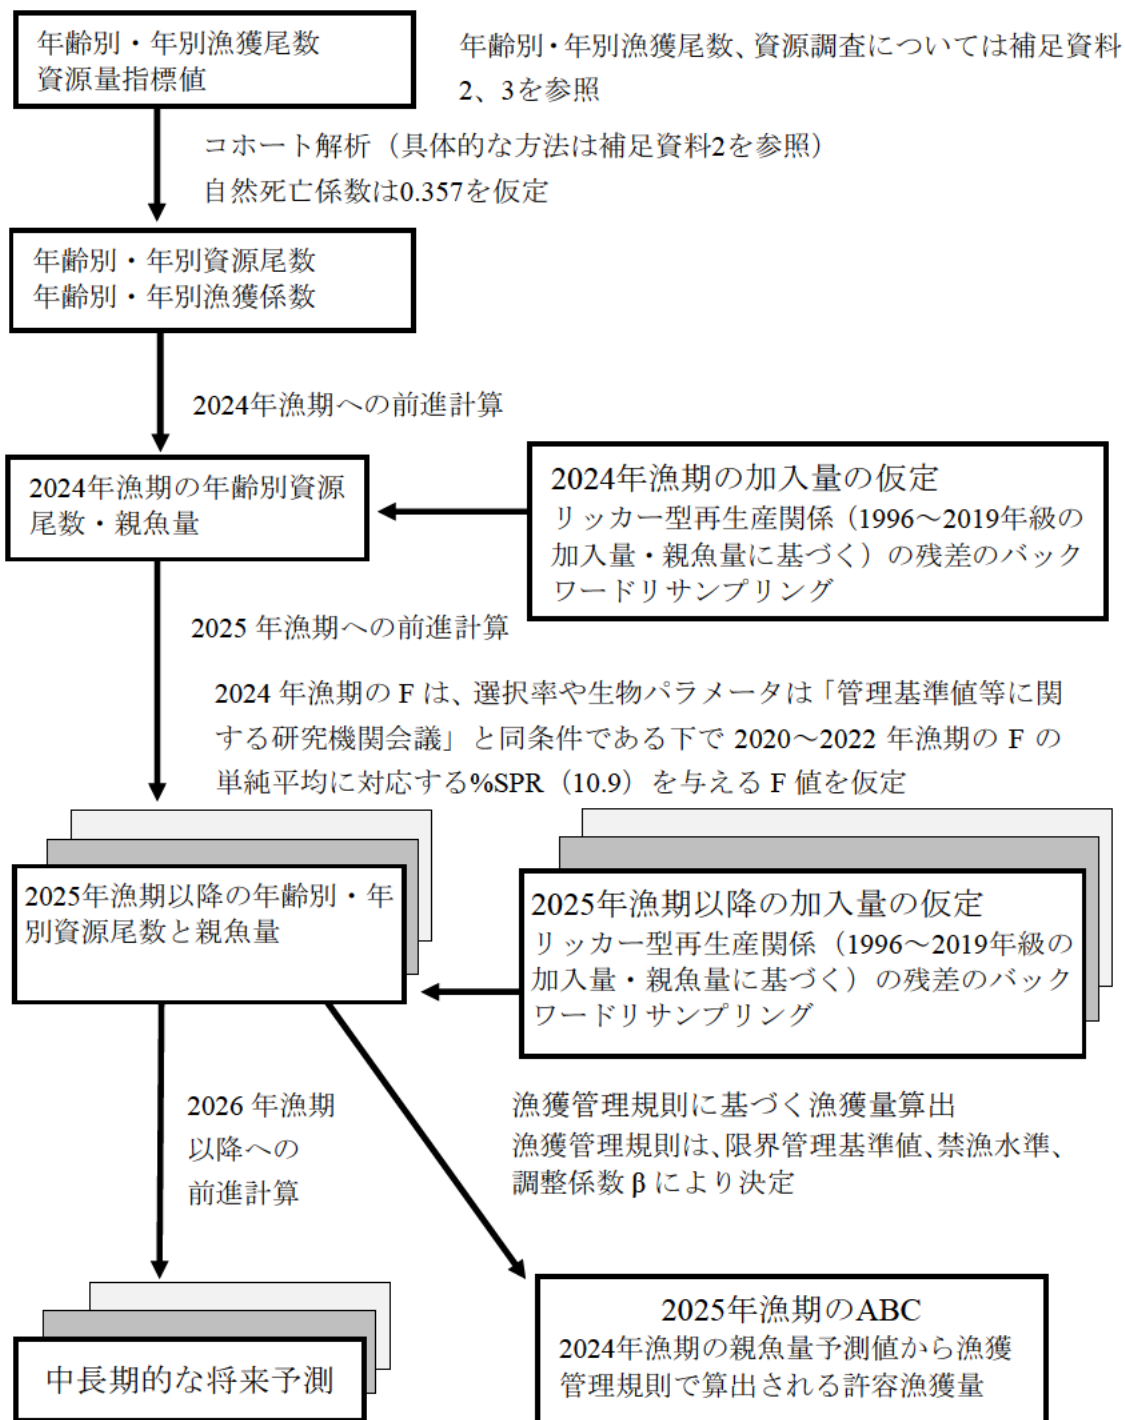 年齢別・年別漁獲尾数
資源量指標値
年齢別・年別漁獲尾数、資源調査については補足資料
2、3を参照
コホート解析（具体的な方法は補足資料2を参照）
自然死亡係数は0.357を仮定
年齢別・年別資源尾数
年齢別・年別漁獲係数
2024年漁期への前進計算
2024年漁期の年齢別資源
尾数・親魚量
2024年漁期の加入量の仮定
リッカー型再生産関係（1996～2019年級の
加入量・親魚量に基づく）の残差のバック
ワードリサンプリング
2025 年漁期への前進計算
2024 年漁期の F は、選択率や生物パラメータは「管理基準値等に関
する研究機関会議」と同条件である下で 2020～2022 年漁期の F の
単純平均に対応する%SPR（10.9）を与える F 値を仮定
2025年漁期以降の年齢別・年
別資源尾数と親魚量
2025年漁期以降の加入量の仮定
リッカー型再生産関係（1996～2019年級の
加入量・親魚量に基づく）の残差のバック
ワードリサンプリング
2026 年漁期
以降への
前進計算
漁獲管理規則に基づく漁獲量算出
漁獲管理規則は、限界管理基準値、禁漁水準、
調整係数 β により決定
中長期的な将来予測
2025年漁期のABC
2024年漁期の親魚量予測値から漁獲
管理規則で算出される許容漁獲量